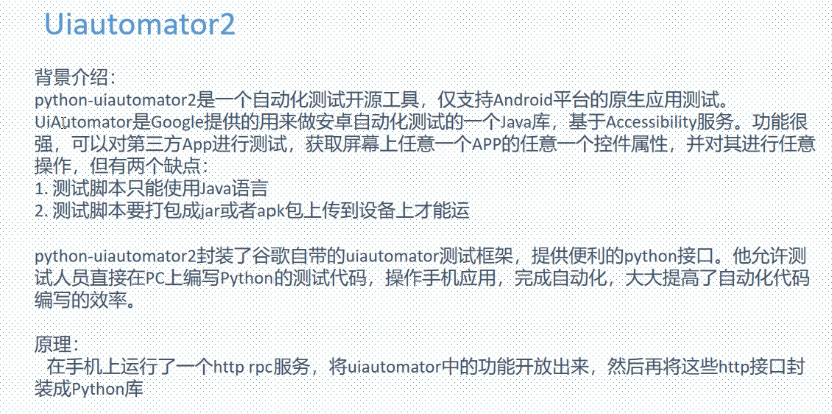 Uiautomator2
背景介绍：
python-uiautomator2是一个自动化测试开源工具，仅支持Android平台的原生应用测试。
UiAutomator是Google提供的用来做安卓自动化测试的一个Java库，基于Accessibility服务。功能很
强，可以对第三方App进行测试，获取屏幕上任意一个APP的任意一个控件属性，并对其进行任意
操作，但有两个缺点：
1. 测试脚本只能使用Java语言
2. 测试脚本要打包成jar或者apk包上传到设备上才能运
python-uiautomator2封装了谷歌自带的uiautomator测试框架，提供便利的python接口。他允许测
试人员直接在PC上编写Python的测试代码，操作手机应用，完成自动化，大大提高了自动化代码
编写的效率。
原理：
在手机上运行了一个http rpc服务，将uiautomator中的功能开放出来，然后再将这些http接口封
装成Python库